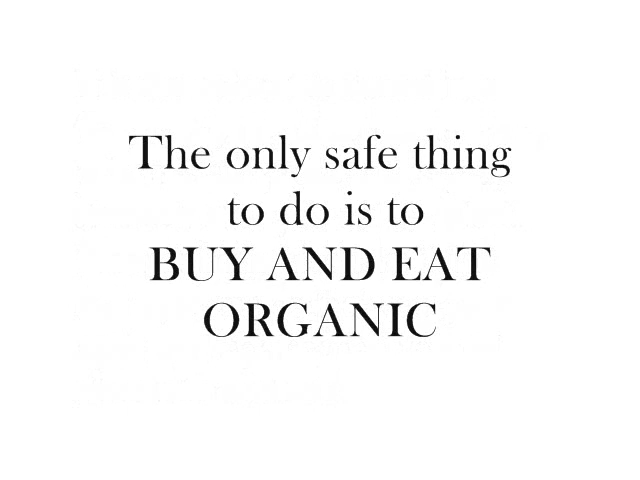 The only safe thing
to do is to
BUY AND EAT
ORGANIC